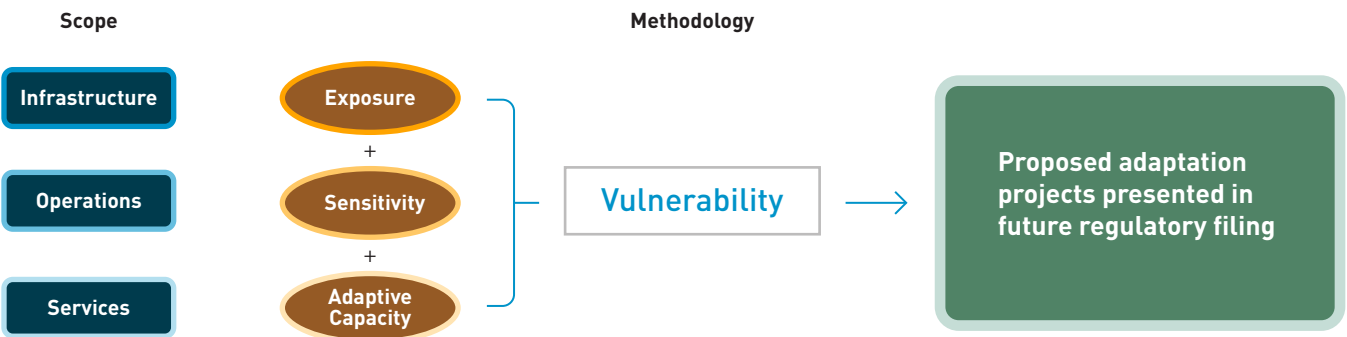 Scope
Methodology
Infrastructure
Exposure
+
Operations
Sensitivity
+
Services
Adaptive
Capacity
Vulnerability
Proposed adaptation
projects presented in
future regulatory filing